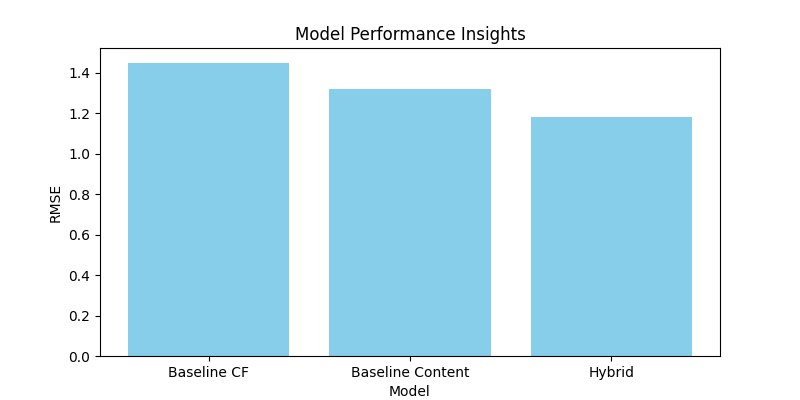 Model Performance Insights
RMSE
1.4
1.2
1.0
0.8
0.6
0.4
0.2
0.0
Baseline CF Baseline Content Hybrid
Model